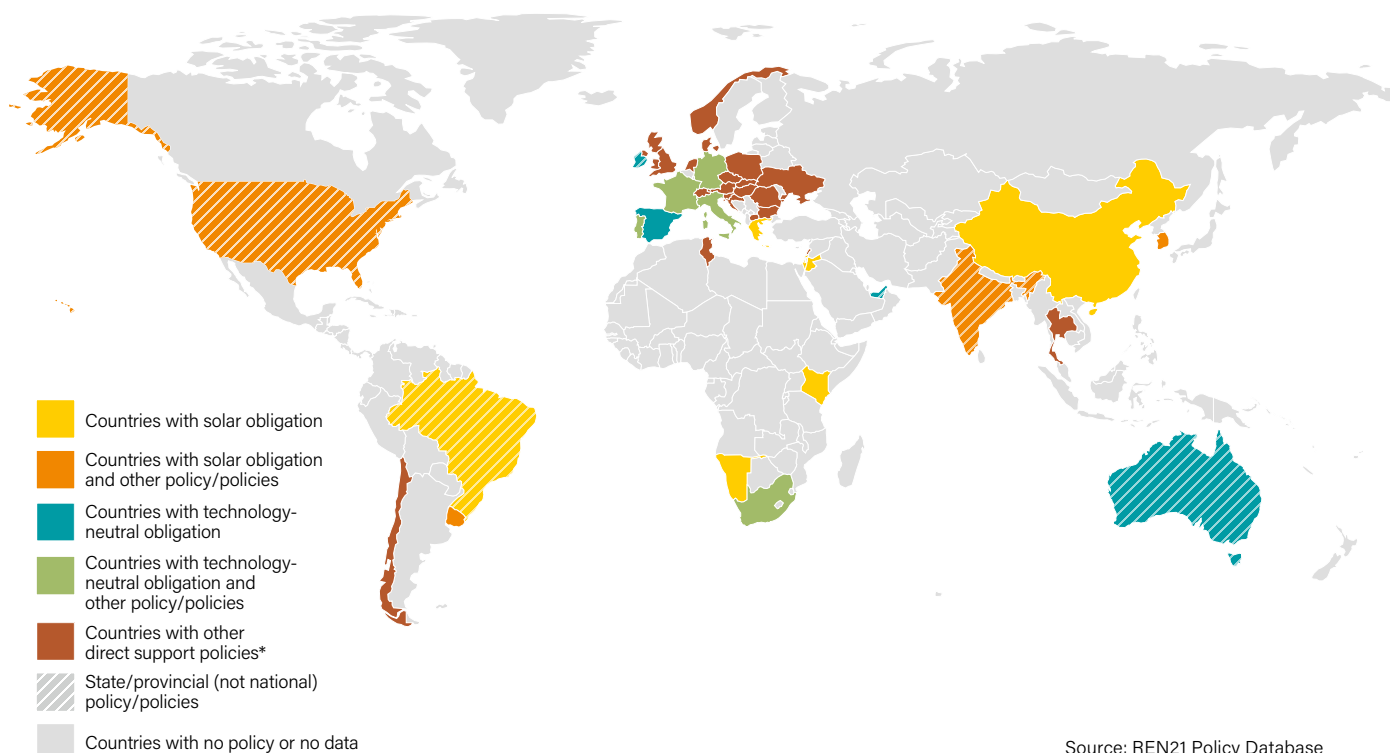 Countries with solar obligation
Countries with solar obligation
and other policy/policies
Countries with technology-
neutral obligation
Countries with technology-
neutral obligation and
other policy/policies
Countries with other
direct support policies*
State/provincial (not national)
policy/policies
Countries with no policy or no data
Source: REN21 Policy Database